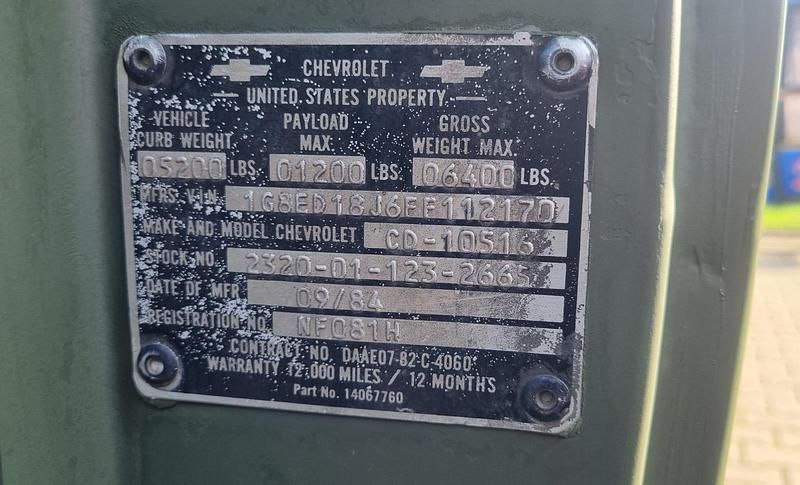 CHEVROLET
UNITED STATES PROPERTY
VEHICLE CURB WEIGHT 05200 LBS.
PAYLOAD MAX. 01200 LBS.
GROSS WEIGHT MAX. 06400 LBS.
MFRS. V.I.N. 1G8ED18J6FF112170
MAKE AND MODEL CHEVROLET CD-10516
STOCK NO. 2320-01-123-2665
DATE OF MFR 09/84
REGISTRATION NO. NF081H
CONTRACT NO. DAAE07-82-C-4060
WARRANTY 12,000 MILES / 12 MONTHS
Part No. 14067760